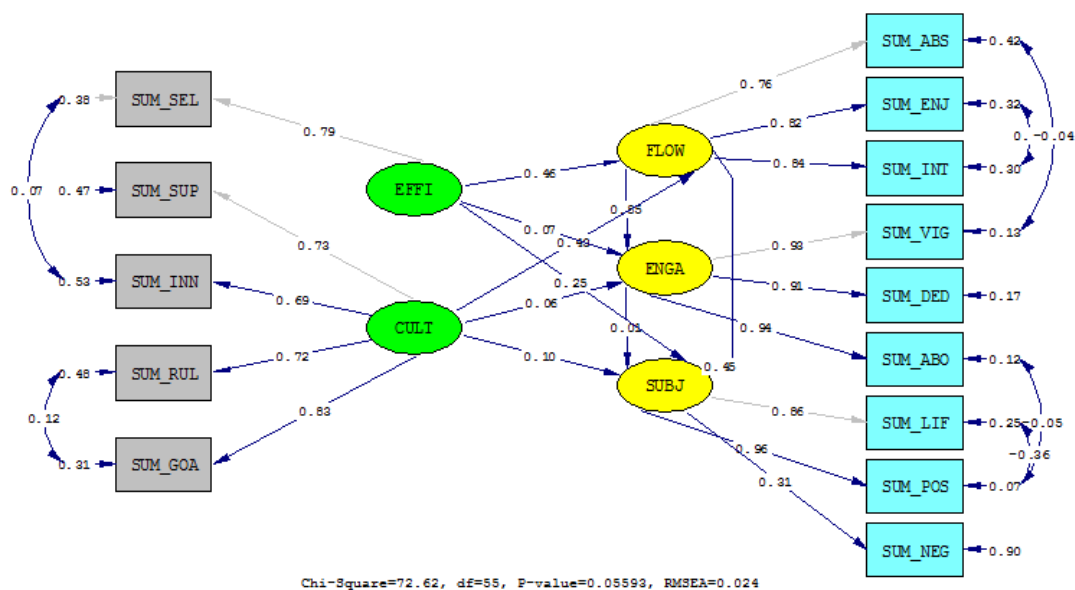 SUM_SEL
SUM_SUP
SUM_INN
SUM_RUL
SUM_GOA
0.38
0.47
0.53
0.48
0.31
0.07
0.12
0.79
0.73
0.69
0.72
0.83
EFFI
CULT
0.46
0.07
0.25
0.49
0.06
0.10
FLOW
ENGA
SUBJ
0.85
0.01
0.45
0.76
0.82
0.84
0.93
0.91
0.94
0.86
0.96
0.31
SUM_ABS
SUM_ENJ
SUM_INT
SUM_VIG
SUM_DED
SUM_ABO
SUM_LIF
SUM_POS
SUM_NEG
0.42
0.32
0.30
0.13
0.17
0.12
0.25
0.07
0.90
-0.04
-0.05
-0.36
Chi-Square=72.62, df=55, P-value=0.05593, RMSEA=0.024